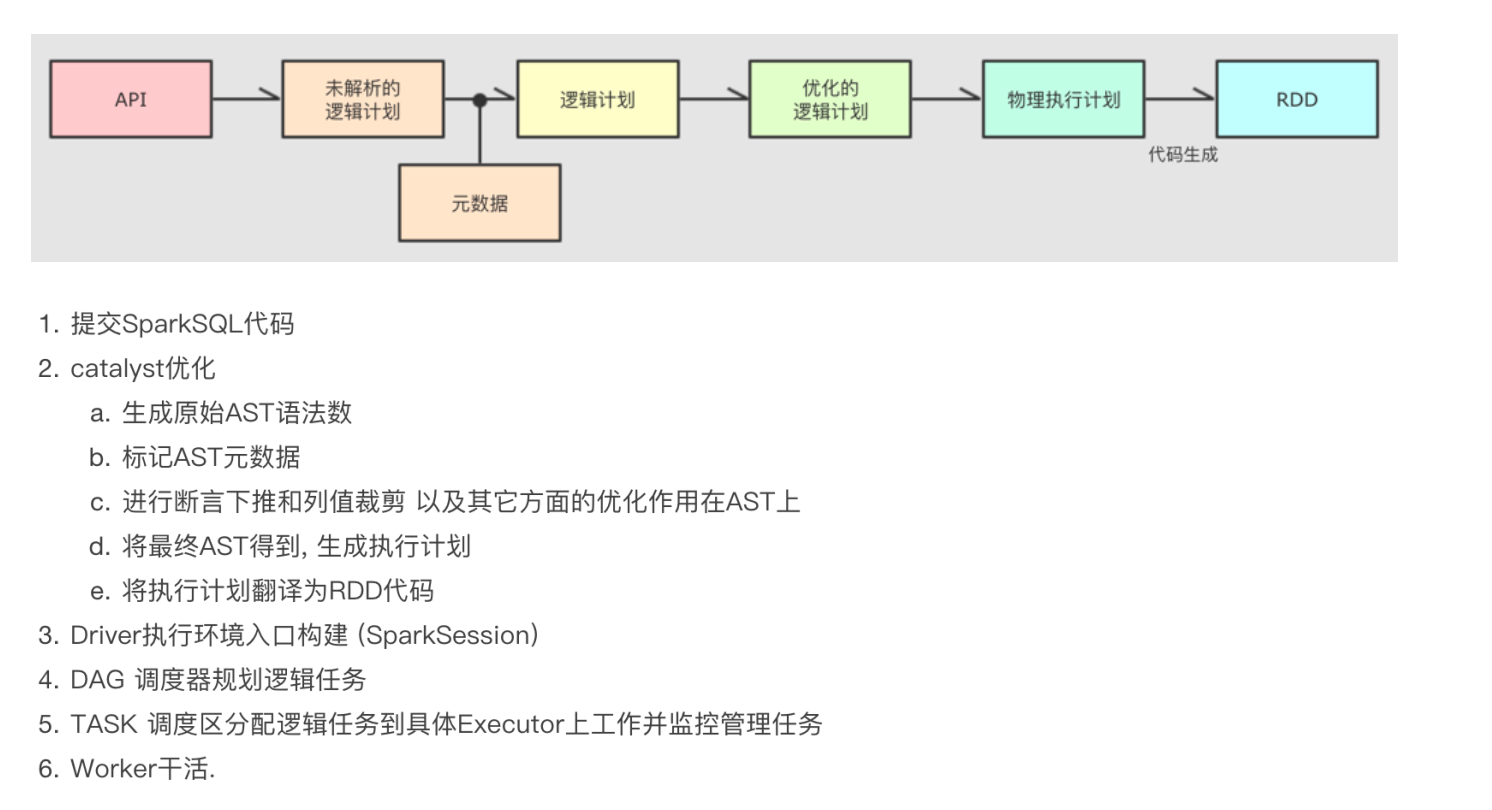 API
未解析的
逻辑计划
逻辑计划
优化的
逻辑计划
物理执行计划
RDD
代码生成
元数据
1. 提交SparkSQL代码
2. catalyst优化
a. 生成原始AST语法数
b. 标记AST元数据
c. 进行断言下推和列值裁剪 以及其它方面的优化作用在AST上
d. 将最终AST得到, 生成执行计划
e. 将执行计划翻译为RDD代码
3. Driver执行环境入口构建 (SparkSession)
4. DAG 调度器规划逻辑任务
5. TASK 调度区分配逻辑任务到具体Executor上工作并监控管理任务
6. Worker干活.